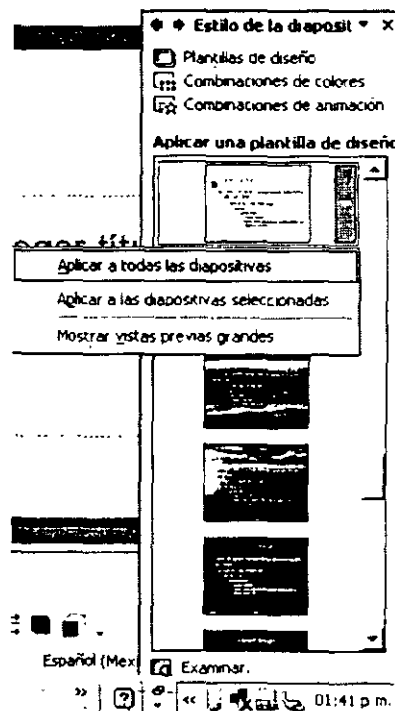 Estilo de la diaposit
Plantillas de diseño
Combinaciones de colores
Combinaciones de animación
Aplicar una plantilla de diseño
Aplicar a todas las diapositivas
Aplicar a las diapositivas seleccionadas
Mostrar vistas previas grandes
Español (Mex
Examinar.
01:41 p m.